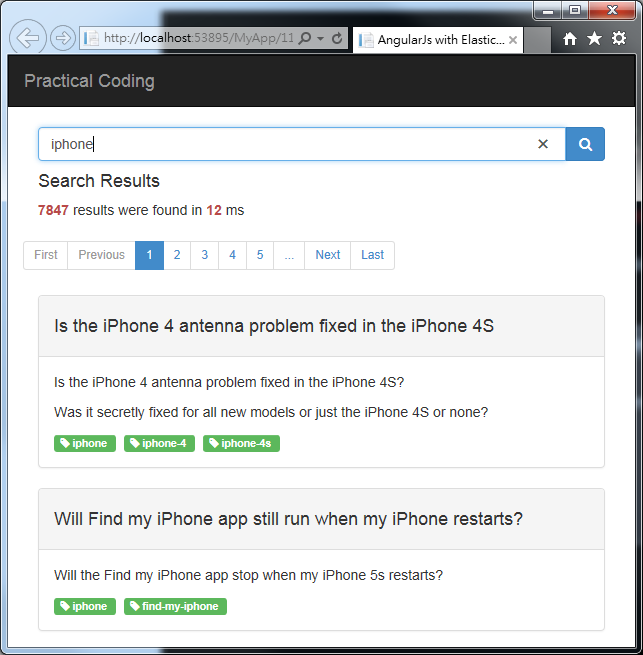 http://localhost:53895/MyApp/11
AngularJs with Elastic...
Practical Coding
iphone
Search Results
7847 results were found in 12 ms
First Previous 1 2 3 4 5 ... Next Last
Is the iPhone 4 antenna problem fixed in the iPhone 4S
Is the iPhone 4 antenna problem fixed in the iPhone 4S?
Was it secretly fixed for all new models or just the iPhone 4S or none?
iphone iphone-4 iphone-4s
Will Find my iPhone app still run when my iPhone restarts?
Will the Find my iPhone app stop when my iPhone 5s restarts?
iphone find-my-iphone